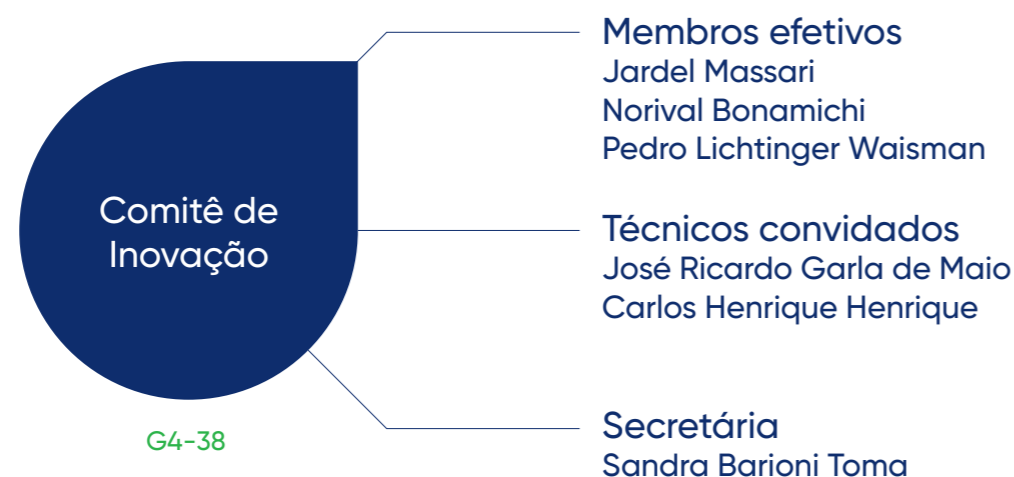 Comitê de
Inovação
G4-38
Membros efetivos
Jardel Massari
Norival Bonamichi
Pedro Lichtinger Waisman
Técnicos convidados
José Ricardo Garla de Maio
Carlos Henrique Henrique
Secretária
Sandra Barioni Toma